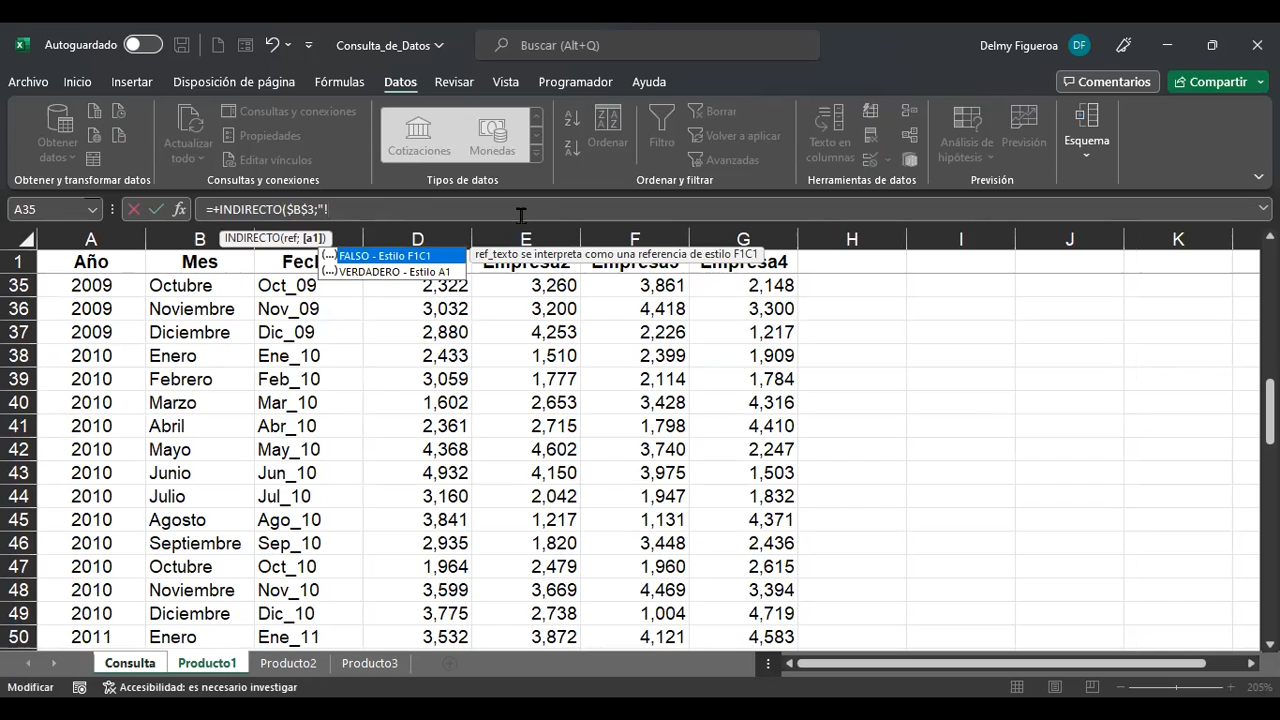 Autoguardado Consulta_de_Datos Buscar (Alt+Q) Delmy Figueroa DF
Archivo Inicio Insertar Disposición de página Fórmulas Datos Revisar Vista Programador Ayuda Comentarios Compartir
Obtener datos Actualizar todo Consultas y conexiones Propiedades Editar vínculos Cotizaciones Monedas Ordenar Filtro Borrar Volver a aplicar Avanzadas Texto en columnas Análisis de hipótesis Previsión Esquema
Obtener y transformar datos Consultas y conexiones Tipos de datos Ordenar y filtrar Herramientas de datos Previsión
A35 fx =+INDIRECTO($B$3;"!
INDIRECTO(ref; [a1])
A B D E F G H I J K
(...) FALSO - Estilo F1C1 ref_texto se interpreta como una referencia de estilo F1C1
(...) VERDADERO - Estilo A1
1 Año Mes
35 2009 Octubre Oct_09 2,322 3,260 3,861 2,148
36 2009 Noviembre Nov_09 3,032 3,200 4,418 3,300
37 2009 Diciembre Dic_09 2,880 4,253 2,226 1,217
38 2010 Enero Ene_10 2,433 1,510 2,399 1,909
39 2010 Febrero Feb_10 3,059 1,777 2,114 1,784
40 2010 Marzo Mar_10 1,602 2,653 3,428 4,316
41 2010 Abril Abr_10 2,361 2,715 1,798 4,410
42 2010 Mayo May_10 4,368 4,602 3,740 2,247
43 2010 Junio Jun_10 4,932 4,150 3,975 1,503
44 2010 Julio Jul_10 3,160 2,042 1,947 1,832
45 2010 Agosto Ago_10 3,841 1,217 1,131 4,371
46 2010 Septiembre Sep_10 2,935 1,820 3,448 2,436
47 2010 Octubre Oct_10 1,964 2,479 1,960 2,615
48 2010 Noviembre Nov_10 3,599 3,669 4,469 3,394
49 2010 Diciembre Dic_10 3,775 2,738 1,004 4,719
50 2011 Enero Ene_11 3,532 3,872 4,121 4,583
Consulta Producto1 Producto2 Producto3
Modificar Accesibilidad: es necesario investigar 205%